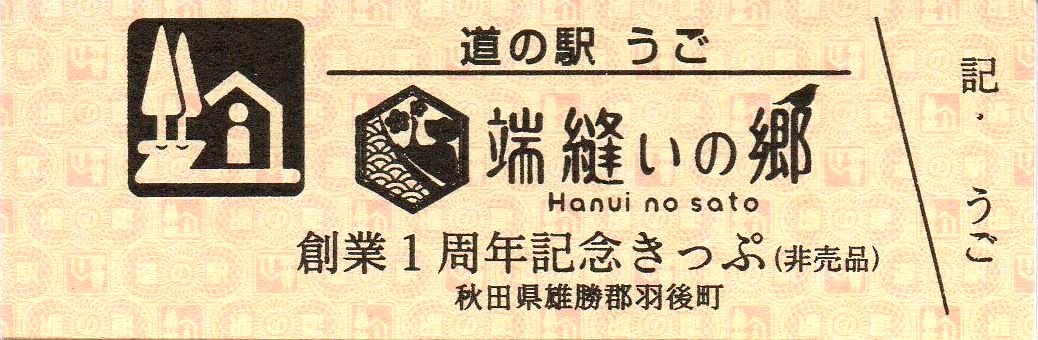 道の駅 うご
端縫いの郷
Hanui no sato
創業1周年記念きっぷ(非売品)
秋田県雄勝郡羽後町
記・うご